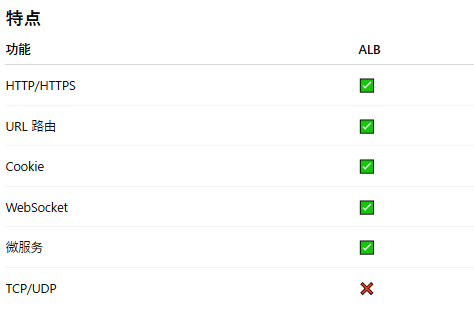 特点
功能 ALB
HTTP/HTTPS ✅
URL 路由 ✅
Cookie ✅
WebSocket ✅
微服务 ✅
TCP/UDP ❌